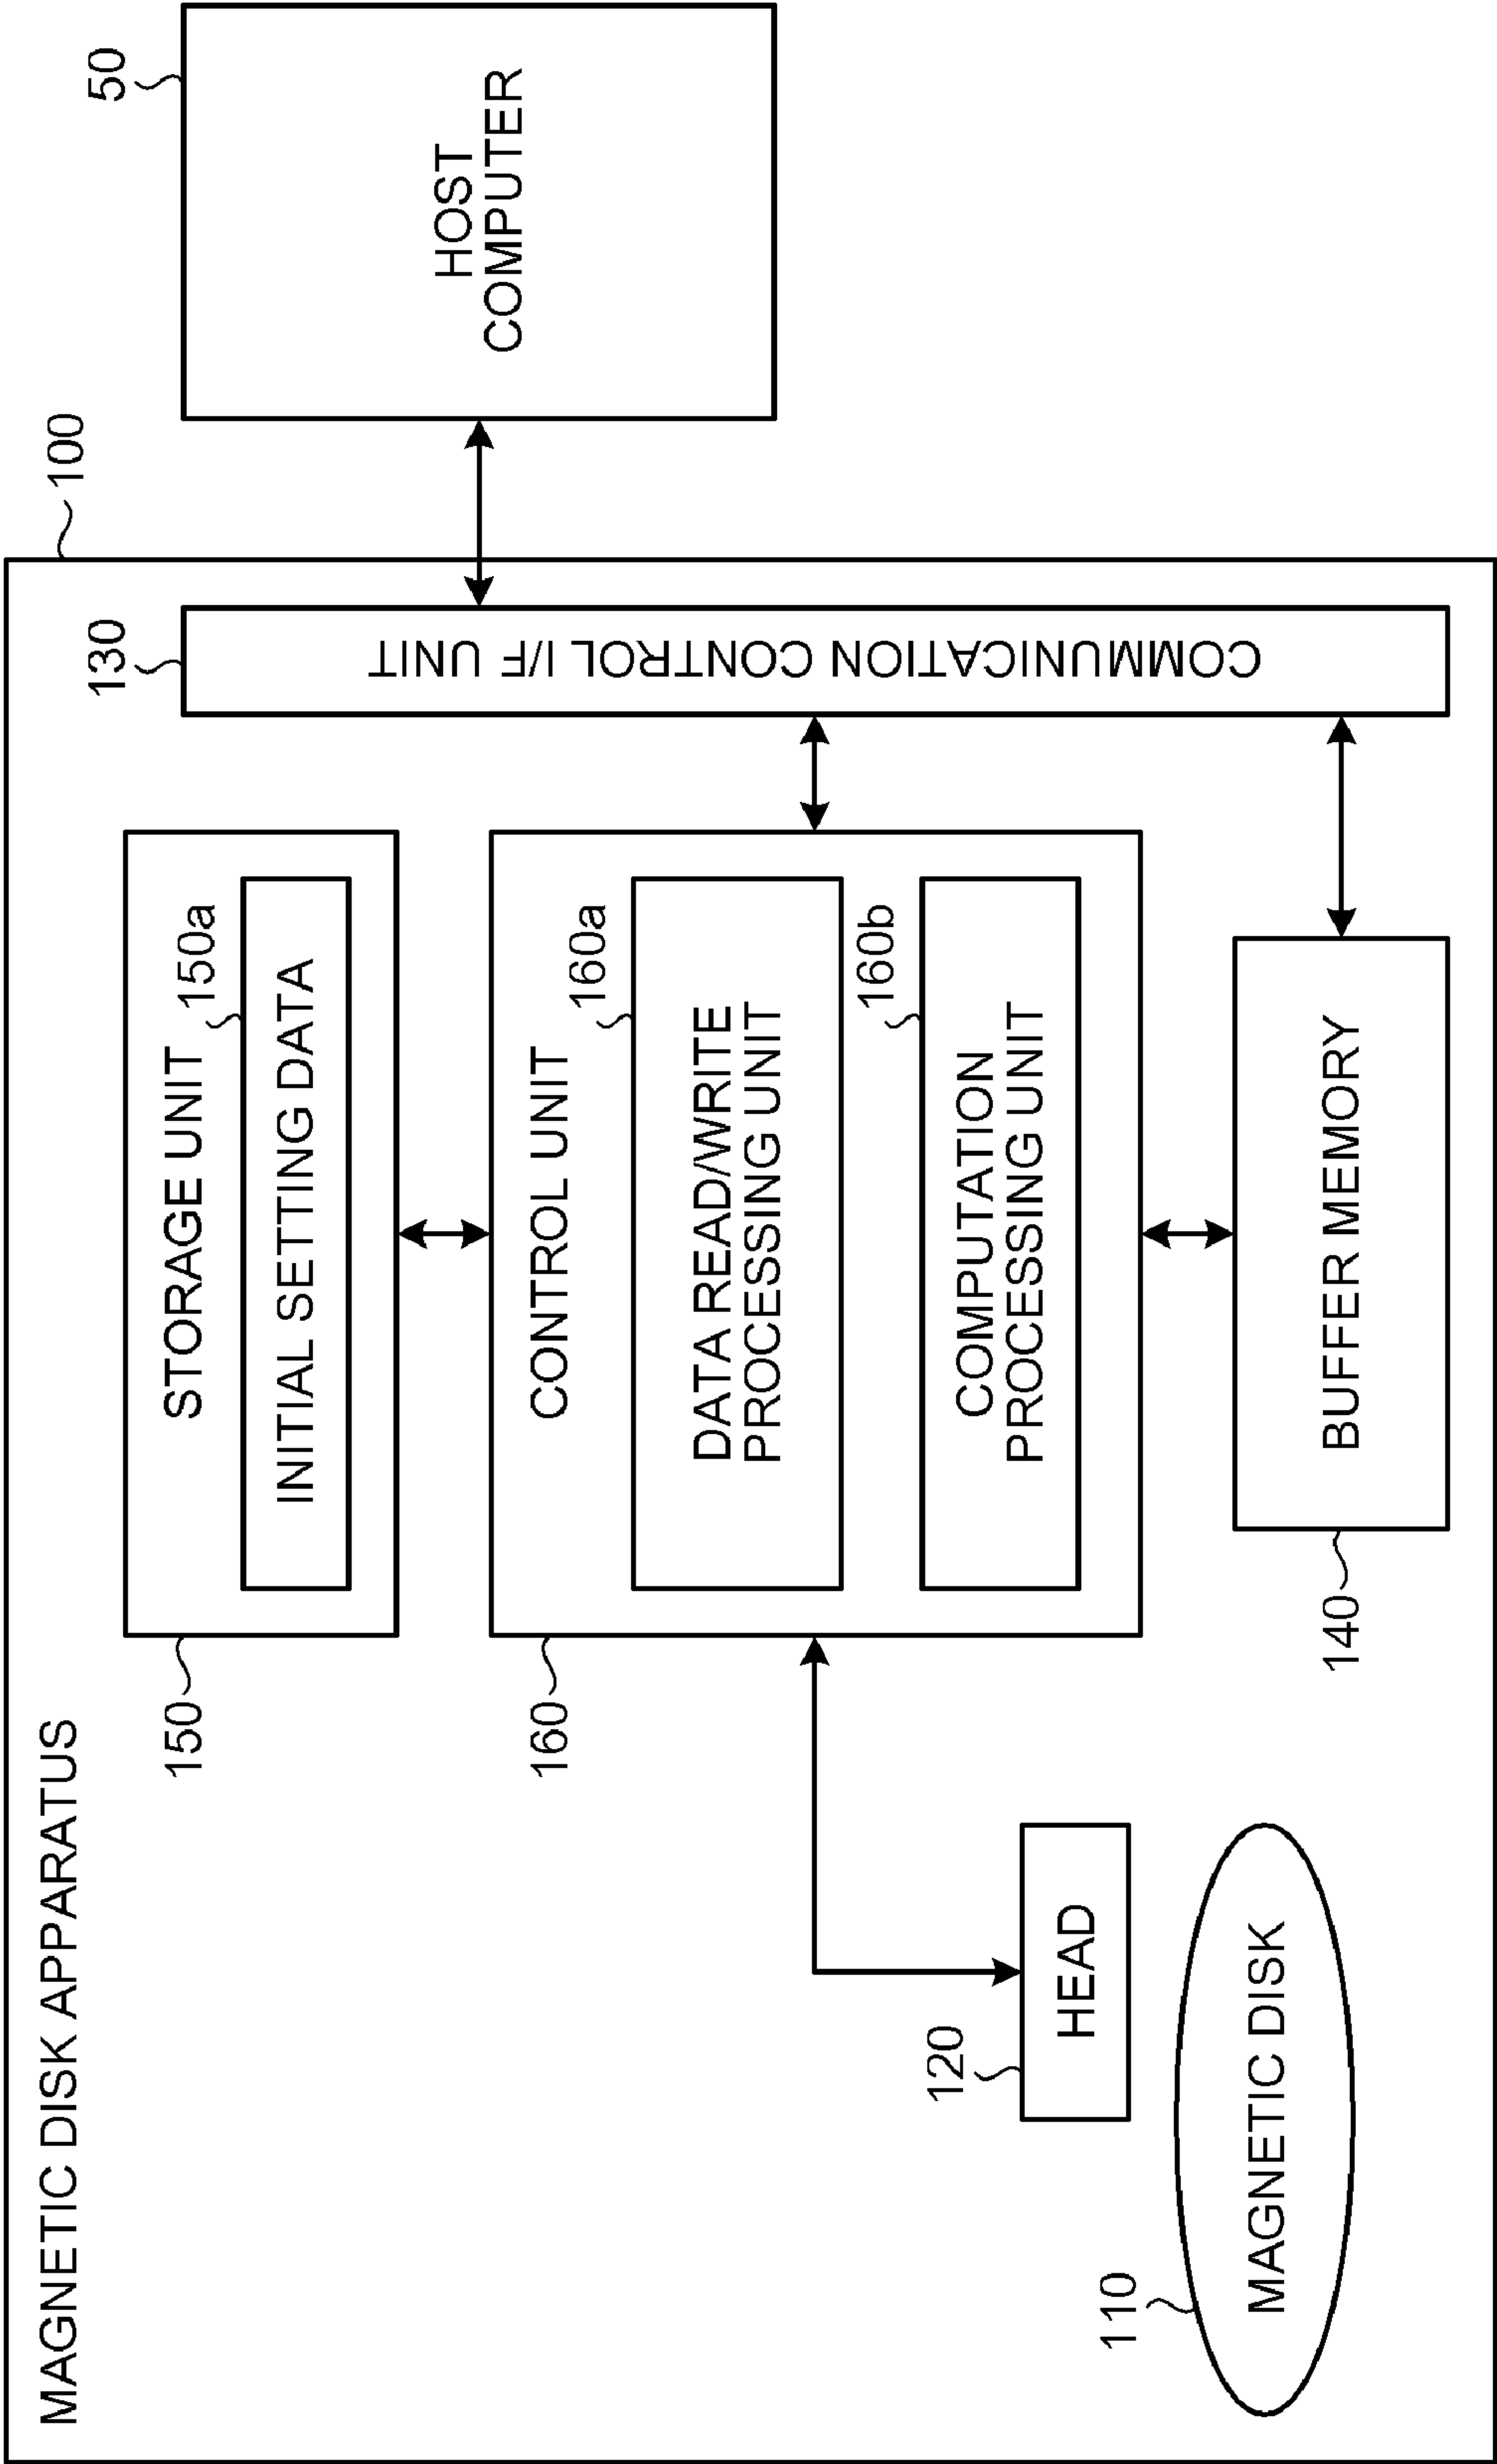 MAGNETIC DISK APPARATUS
100
50
HOST
COMPUTER
130
COMMUNICATION CONTROL I/F UNIT
150
STORAGE UNIT
150a
INITIAL SETTING DATA
160
CONTROL UNIT
160a
DATA READ/WRITE
PROCESSING UNIT
160b
COMPUTATION
PROCESSING UNIT
120
HEAD
110
MAGNETIC DISK
140
BUFFER MEMORY